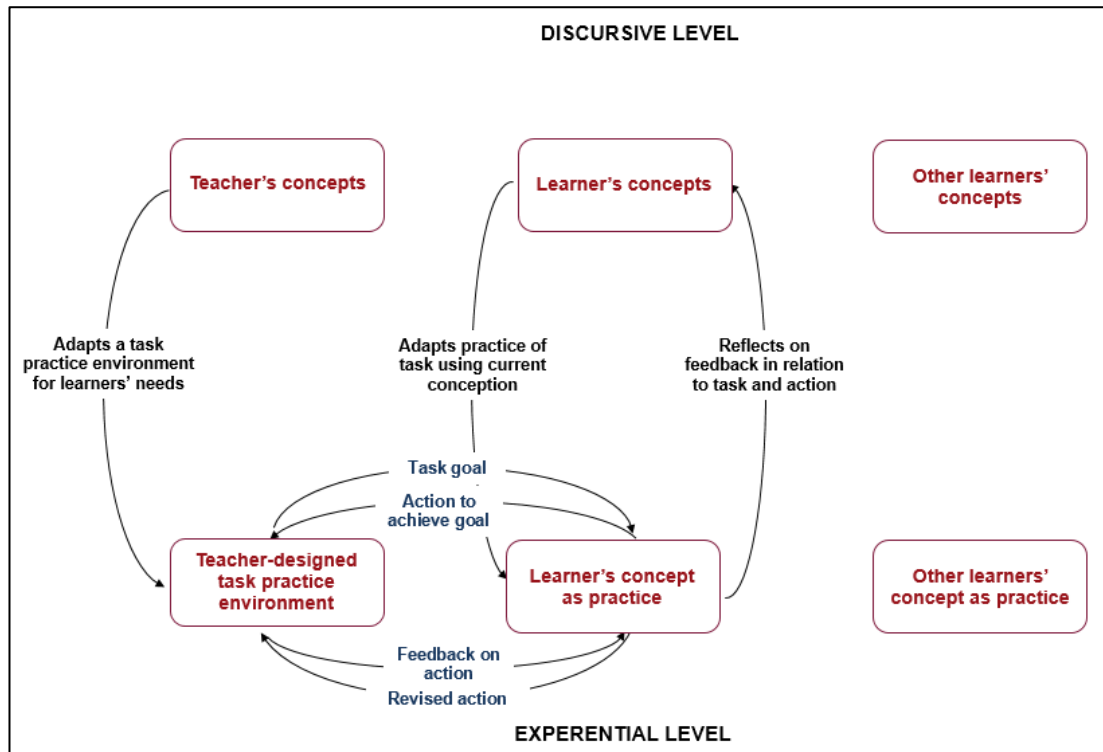 DISCURSIVE LEVEL
Teacher's concepts
Learner's concepts
Other learners'
concepts
Adapts a task
practice environment
for learners' needs
Adapts practice of
task using current
conception
Reflects on
feedback in relation
to task and action
Task goal
Action to
achieve goal
Teacher-designed
task practice
environment
Learner's concept
as practice
Other learners'
concept as practice
Feedback on
action
Revised action
EXPERENTIAL LEVEL